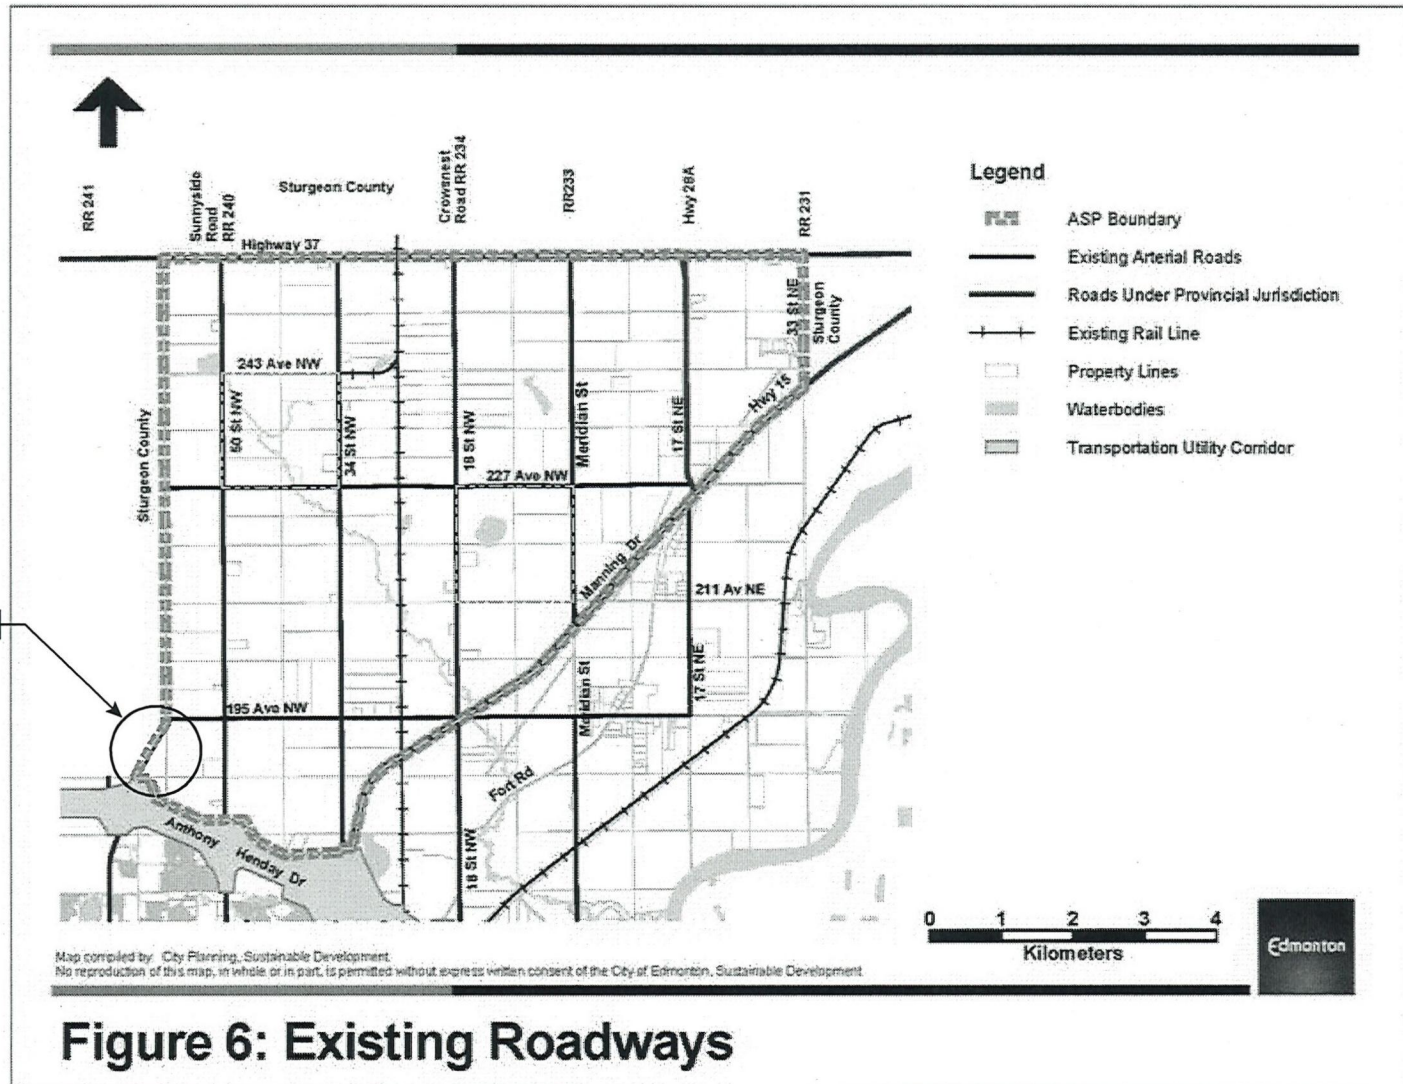 RR 241
Sunnyside
Road
RR 240
Sturgeon County
Crowsnest
Road RR 234
RR233
Hwy 28A
RR 231
Highway 37
33 St NE
Sturgeon
County
243 Ave NW
50 St NW
34 St NW
18 St NW
Meridian St
17 St NE
Hwy 15
Sturgeon County
227 Ave NW
Manning Dr
211 Av NE
195 Ave NW
Meridian St
17 St NE
Fort Rd
Anthony
Henday Dr
18 St NW
Legend
ASP Boundary
Existing Arterial Roads
Roads Under Provincial Jurisdiction
Existing Rail Line
Property Lines
Waterbodies
Transportation Utility Corridor
0 1 2 3 4
Kilometers
Edmonton
Map compiled by: City Planning, Sustainable Development
No reproduction of this map, in whole or in part, is permitted without express written consent of the City of Edmonton, Sustainable Development
Figure 6: Existing Roadways